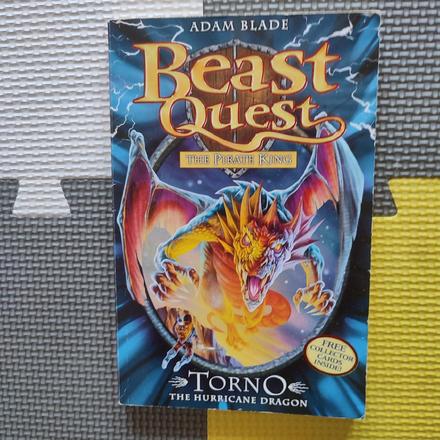 ADAM BLADE
Beast
Quest
THE PIRATE KING
FREE
COLLECTOR
CARDS
INSIDE!
TORNO
THE HURRICANE DRAGON